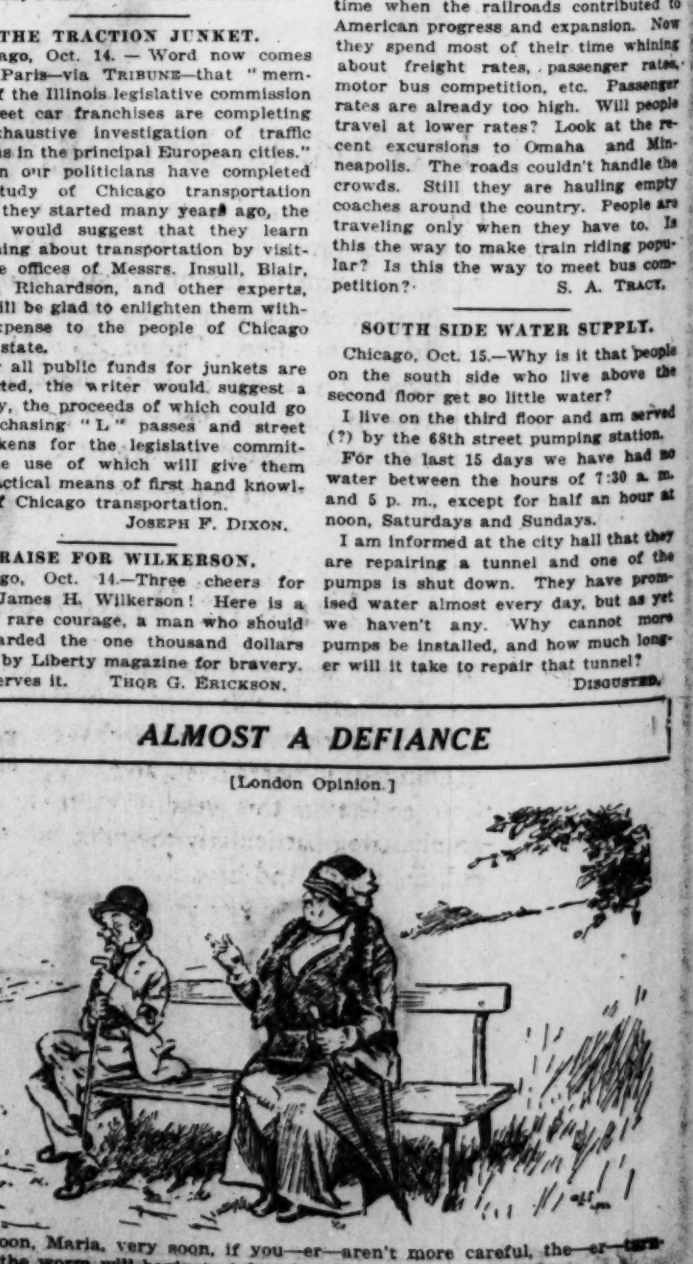 THE TRACTION JUNKET.
ago, Oct. 14. — Word now comes
Paris—via TRIBUNE—that "mem-
f the Illinois legislative commission
eet car franchises are completing
haustive investigation of traffic
s in the principal European cities."
n our politicians have completed
tudy of Chicago transportation
they started many years ago, the
would suggest that they learn
ning about transportation by visit-
e offices of Messrs. Insull, Blair,
Richardson, and other experts,
ill be glad to enlighten them with-
xpense to the people of Chicago
state.
all public funds for junkets are
ted, the writer would suggest a
y, the proceeds of which could go
chasing "L" passes and street
kens for the legislative commit-
e use of which will give them
actical means of first hand knowl-
f Chicago transportation.
JOSEPH F. DIXON.
RAISE FOR WILKERSON.
go, Oct. 14.—Three cheers for
James H. Wilkerson! Here is a
rare courage, a man who should
arded the one thousand dollars
by Liberty magazine for bravery.
erves it. THOR G. ERICKSON.
time when the railroads contributed to
American progress and expansion. Now
they spend most of their time whining
about freight rates, passenger rates,
motor bus competition, etc. Passenger
rates are already too high. Will people
travel at lower rates? Look at the re-
cent excursions to Omaha and Min-
neapolis. The roads couldn't handle the
crowds. Still they are hauling empty
coaches around the country. People are
traveling only when they have to. Is
this the way to make train riding popu-
lar? Is this the way to meet bus com-
petition? S. A. TRACY.
SOUTH SIDE WATER SUPPLY.
Chicago, Oct. 15.—Why is it that people
on the south side who live above the
second floor get so little water?
I live on the third floor and am served
(?) by the 68th street pumping station.
For the last 15 days we have had no
water between the hours of 7:30 a. m.
and 5 p. m., except for half an hour at
noon, Saturdays and Sundays.
I am informed at the city hall that they
are repairing a tunnel and one of the
pumps is shut down. They have prom-
ised water almost every day, but as yet
we haven't any. Why cannot more
pumps be installed, and how much long-
er will it take to repair that tunnel?
DISGUSTED.
ALMOST A DEFIANCE
[London Opinion.]
oon, Maria, very soon, if you—er—aren't more careful, the—er—turn-
the worm will